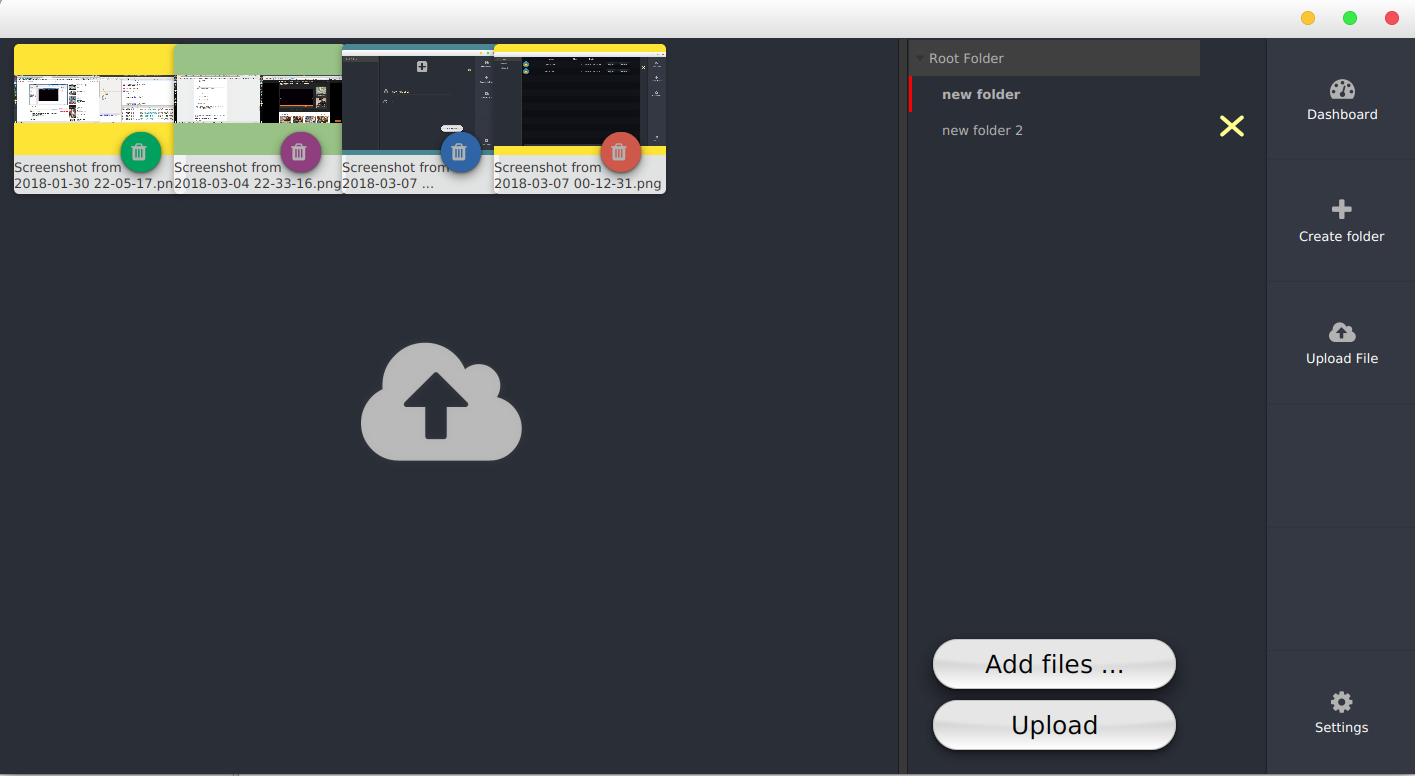 Screenshot from
2018-01-30 22-05-17.pn
Screenshot from
2018-03-04 22-33-16.png
Screenshot from
2018-03-07 ...
Screenshot from
2018-03-07 00-12-31.png
Root Folder
new folder
new folder 2
Add files ...
Upload
Dashboard
Create folder
Upload File
Settings